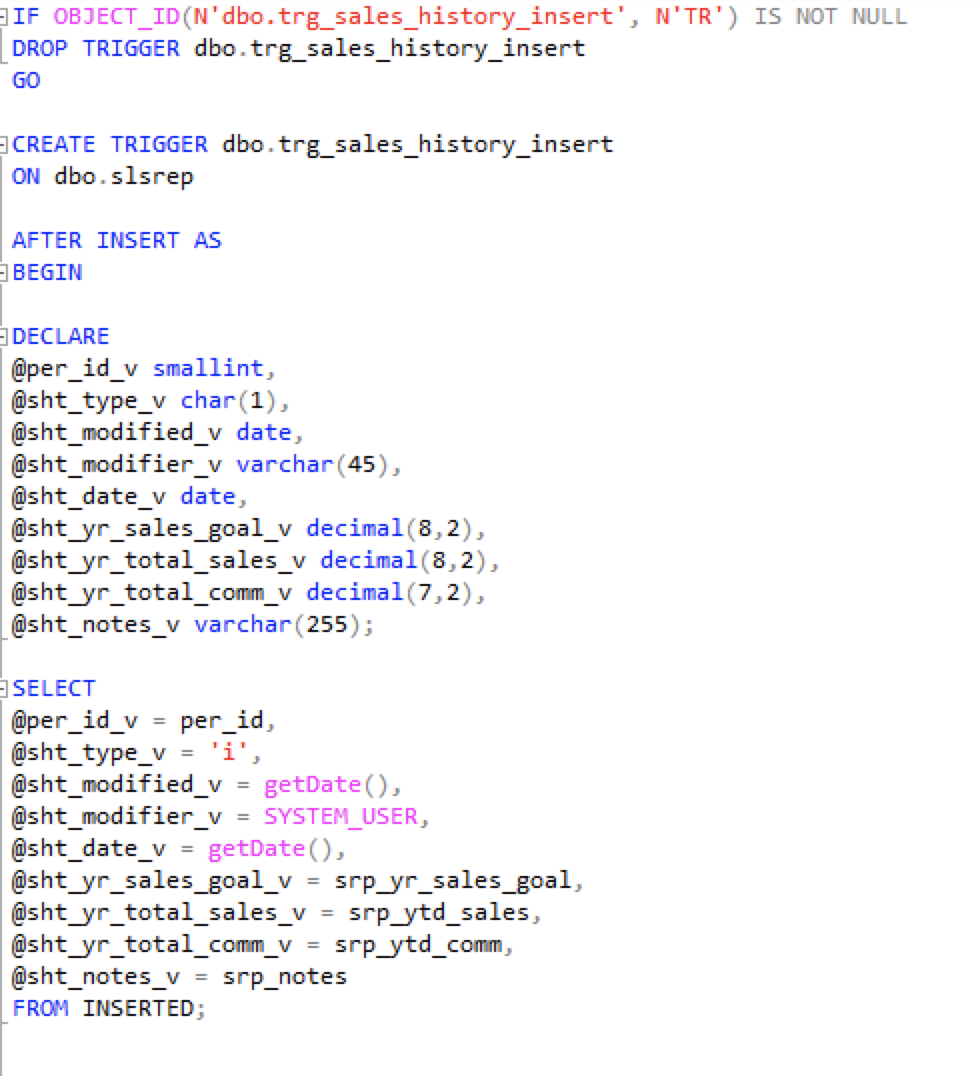 IF OBJECT_ID(N'dbo.trg_sales_history_insert', N'TR') IS NOT NULL
DROP TRIGGER dbo.trg_sales_history_insert
GO
CREATE TRIGGER dbo.trg_sales_history_insert
ON dbo.slsrep
AFTER INSERT AS
BEGIN
DECLARE
@per_id_v smallint,
@sht_type_v char(1),
@sht_modified_v date,
@sht_modifier_v varchar(45),
@sht_date_v date,
@sht_yr_sales_goal_v decimal(8,2),
@sht_yr_total_sales_v decimal(8,2),
@sht_yr_total_comm_v decimal(7,2),
@sht_notes_v varchar(255);
SELECT
@per_id_v = per_id,
@sht_type_v = 'i',
@sht_modified_v = getDate(),
@sht_modifier_v = SYSTEM_USER,
@sht_date_v = getDate(),
@sht_yr_sales_goal_v = srp_yr_sales_goal,
@sht_yr_total_sales_v = srp_ytd_sales,
@sht_yr_total_comm_v = srp_ytd_comm,
@sht_notes_v = srp_notes
FROM INSERTED;